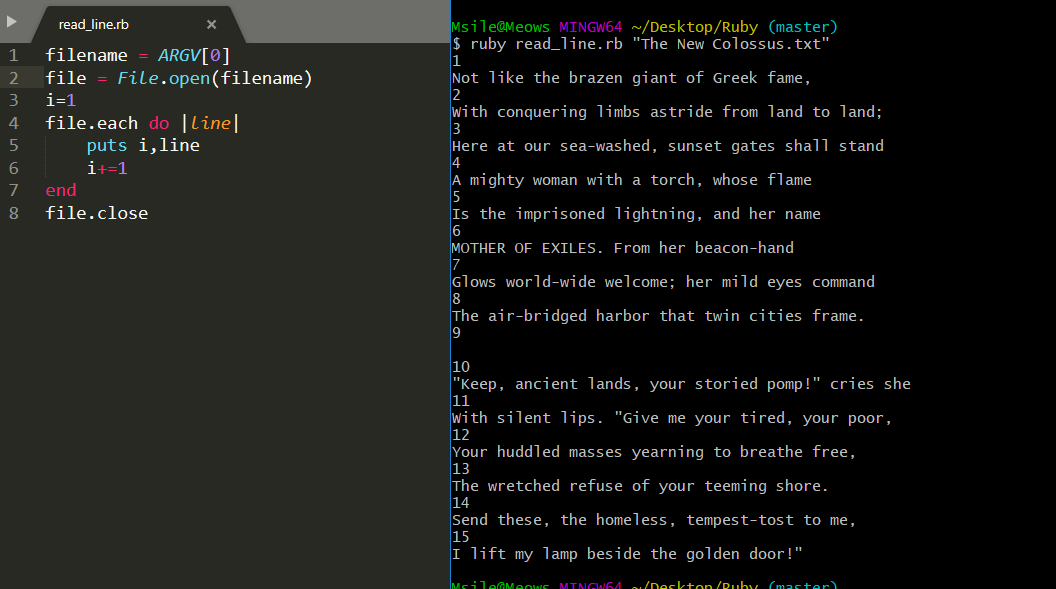 read_line.rb ×
1 filename = ARGV[0]
2 file = File.open(filename)
3 i=1
4 file.each do |line|
5     puts i,line
6     i+=1
7 end
8 file.close
Msile@Meows MINGW64 ~/Desktop/Ruby (master)
$ ruby read_line.rb "The New Colossus.txt"
1
Not like the brazen giant of Greek fame,
2
With conquering limbs astride from land to land;
3
Here at our sea-washed, sunset gates shall stand
4
A mighty woman with a torch, whose flame
5
Is the imprisoned lightning, and her name
6
MOTHER OF EXILES. From her beacon-hand
7
Glows world-wide welcome; her mild eyes command
8
The air-bridged harbor that twin cities frame.
9
10
"Keep, ancient lands, your storied pomp!" cries she
11
With silent lips. "Give me your tired, your poor,
12
Your huddled masses yearning to breathe free,
13
The wretched refuse of your teeming shore.
14
Send these, the homeless, tempest-tost to me,
15
I lift my lamp beside the golden door!"
Msile@Meows MINGW64 ~/Desktop/Ruby (master)